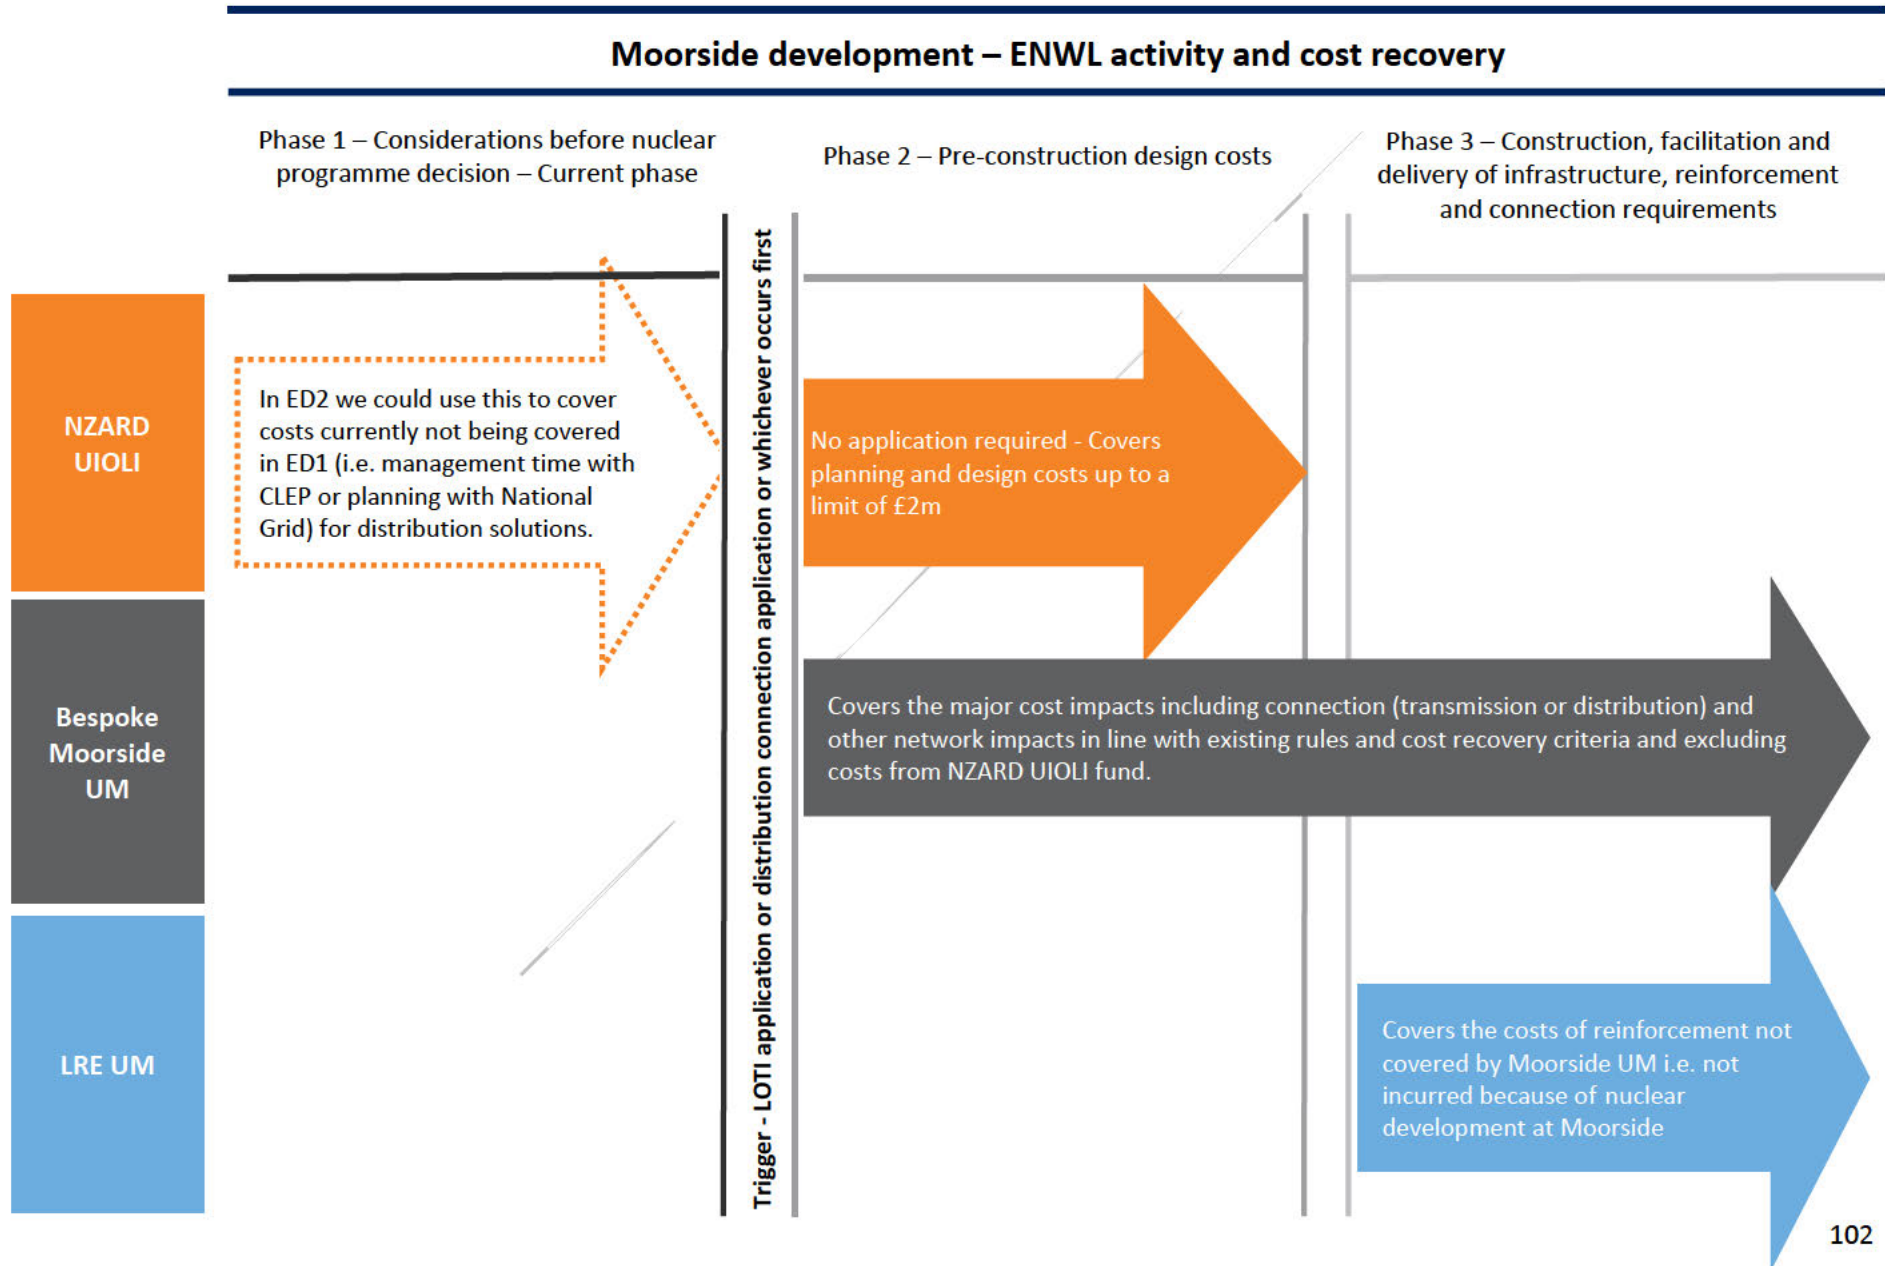 Moorside development – ENWL activity and cost recovery
Phase 1 – Considerations before nuclear
programme decision – Current phase
Phase 2 – Pre-construction design costs
Phase 3 – Construction, facilitation and
delivery of infrastructure, reinforcement
and connection requirements
Trigger - LOTI application or distribution connection application or whichever occurs first
NZARD
UIOLI
In ED2 we could use this to cover
costs currently not being covered
in ED1 (i.e. management time with
CLEP or planning with National
Grid) for distribution solutions.
No application required - Covers
planning and design costs up to a
limit of £2m
Bespoke
Moorside
UM
Covers the major cost impacts including connection (transmission or distribution) and
other network impacts in line with existing rules and cost recovery criteria and excluding
costs from NZARD UIOLI fund.
LRE UM
Covers the costs of reinforcement not
covered by Moorside UM i.e. not
incurred because of nuclear
development at Moorside
102